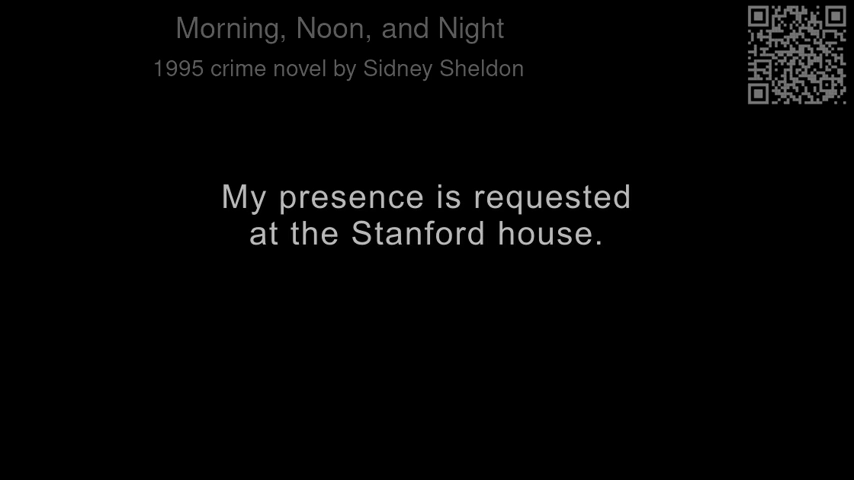 Morning, Noon, and Night
1995 crime novel by Sidney Sheldon
My presence is requested
at the Stanford house.